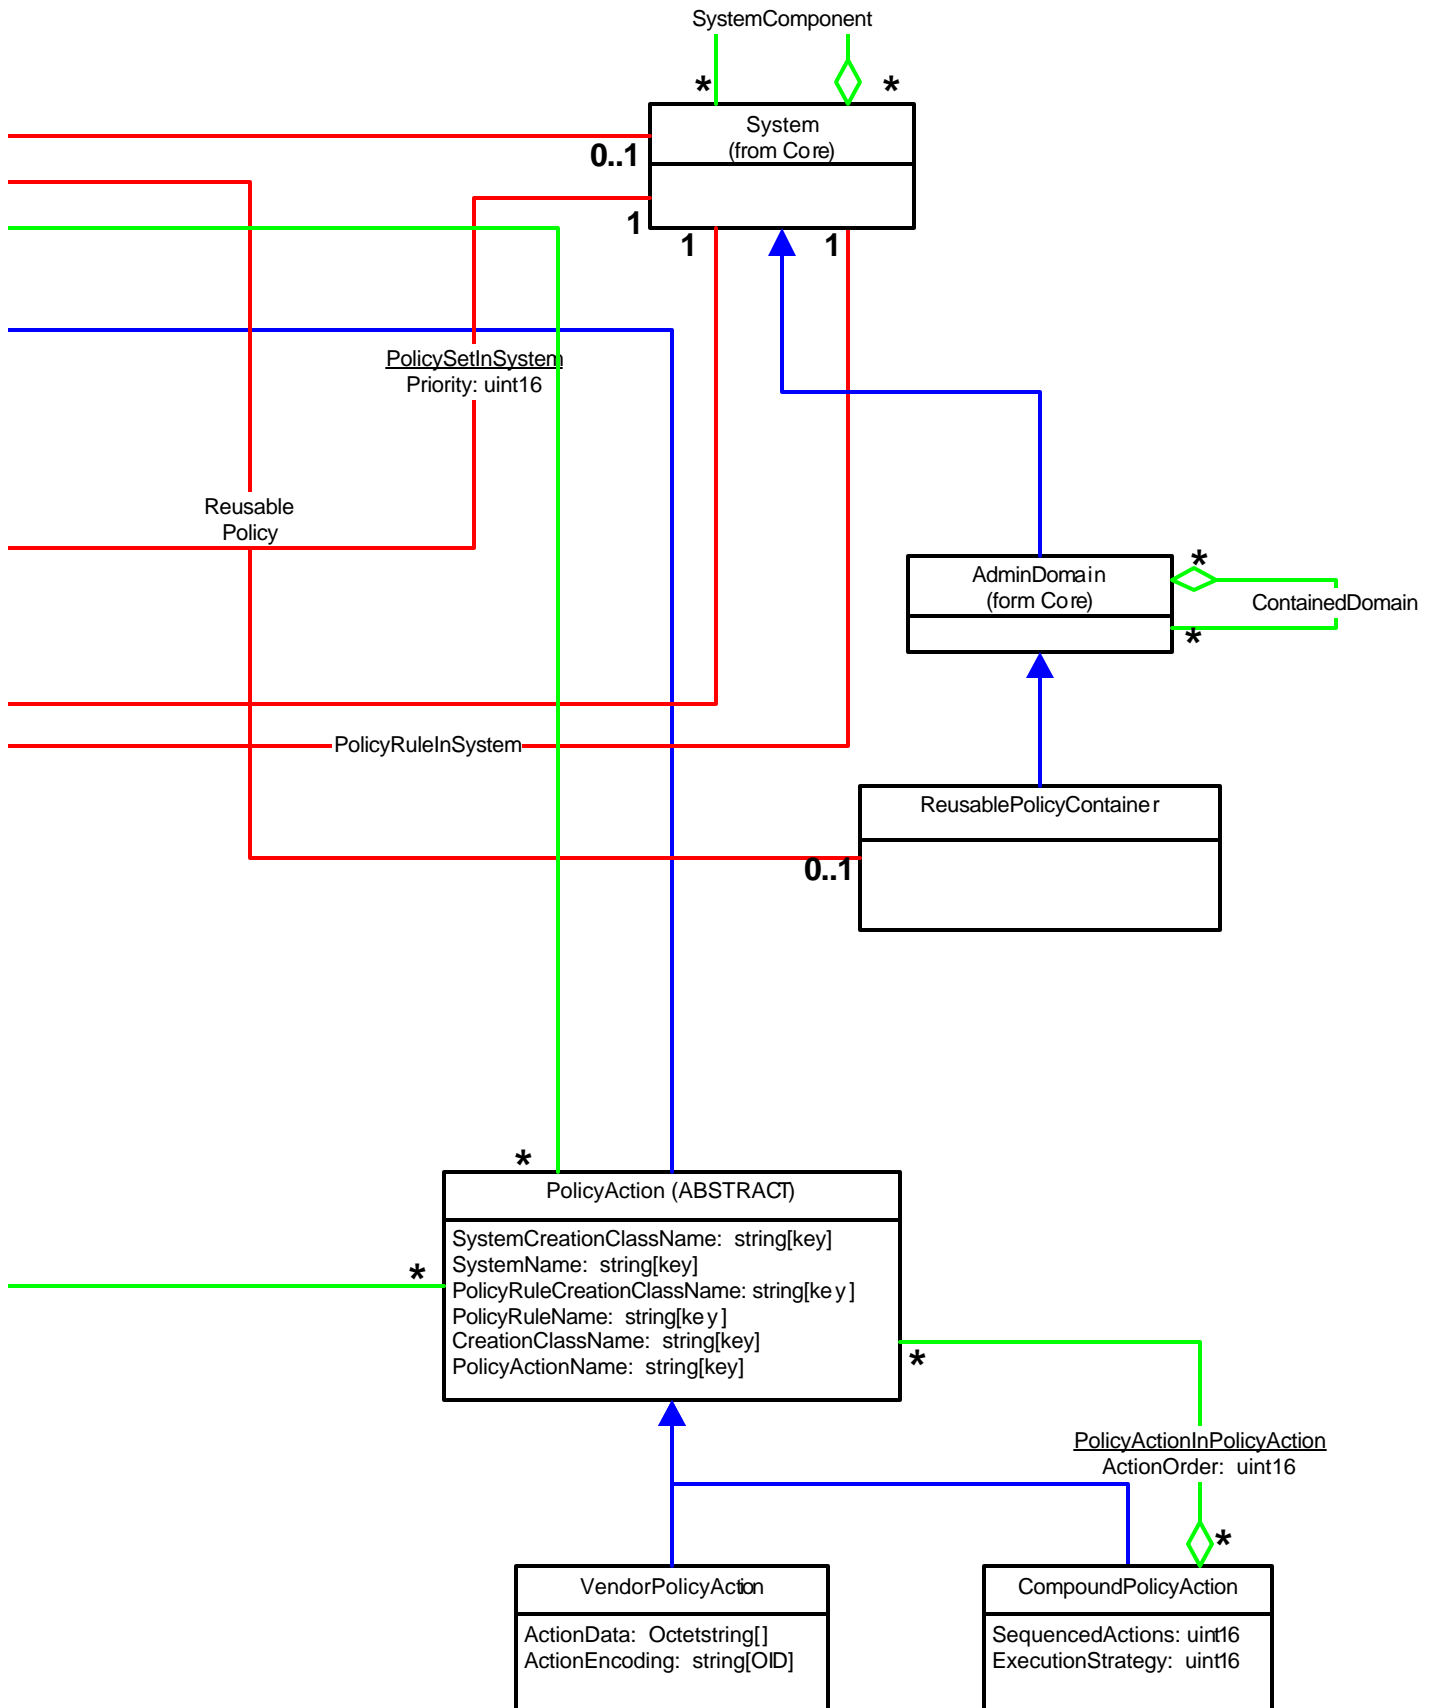 SystemComponent
* *
System
(from Core)
0..1
1
1 1
PolicySetInSystem
Priority: uint16
Reusable
Policy
*
AdminDomain
(form Core)
ContainedDomain
*
PolicyRuleInSystem
ReusablePolicyContainer
0..1
*
PolicyAction (ABSTRACT)
SystemCreationClassName: string[key]
SystemName: string[key]
*
PolicyRuleCreationClassName: string[key]
PolicyRuleName: string[key]
CreationClassName: string[key]
*
PolicyActionName: string[key]
PolicyActionInPolicyAction
ActionOrder: uint16
*
VendorPolicyAction
ActionData: Octetstring[]
ActionEncoding: string[OID]
CompoundPolicyAction
SequencedActions: uint16
ExecutionStrategy: uint16